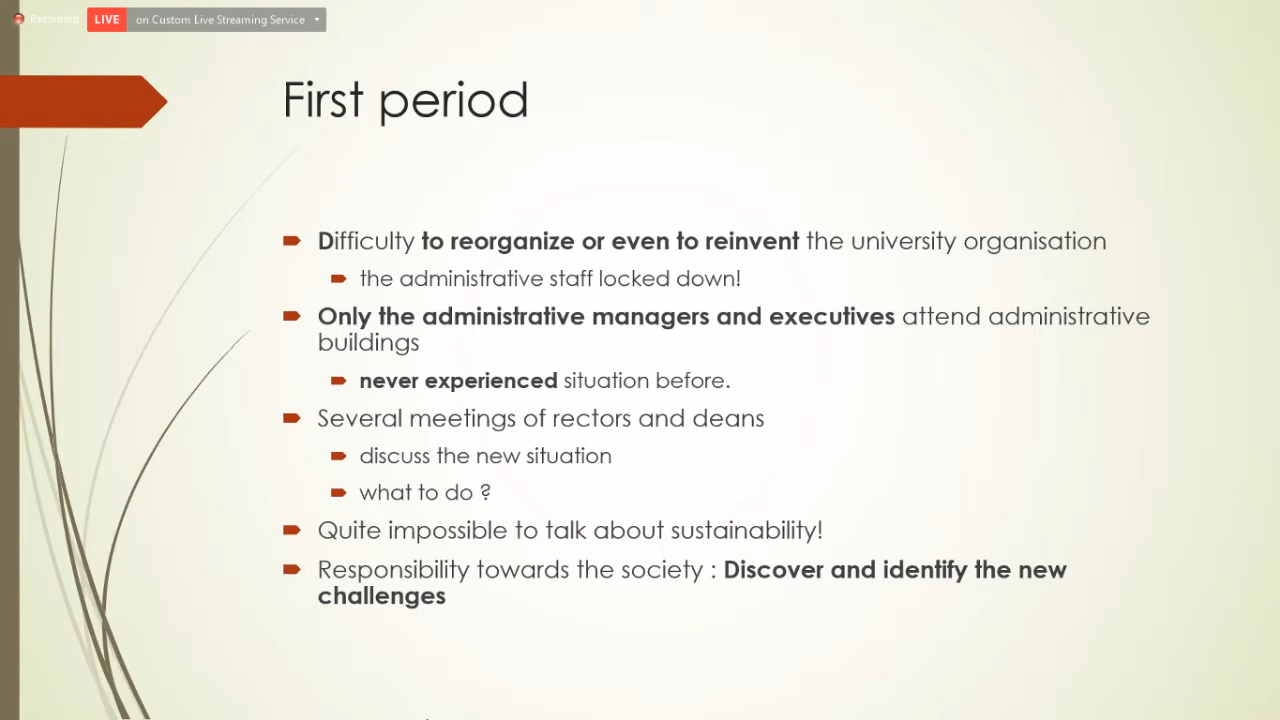 Recording
LIVE on Custom Live Streaming Service
First period
Difficulty to reorganize or even to reinvent the university organisation
the administrative staff locked down!
Only the administrative managers and executives attend administrative
buildings
never experienced situation before.
Several meetings of rectors and deans
discuss the new situation
what to do ?
Quite impossible to talk about sustainability!
Responsibility towards the society : Discover and identify the new
challenges